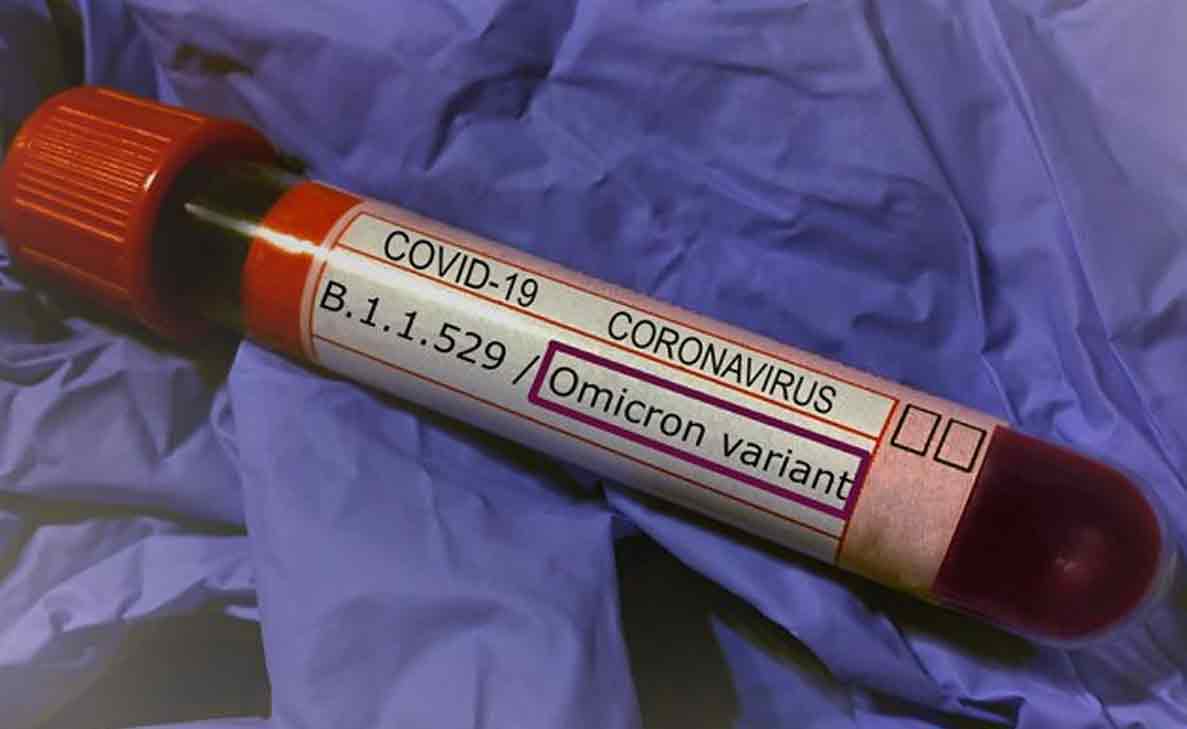 COVID-19 CORONAVIRUS
B.1.1.529 / Omicron variant